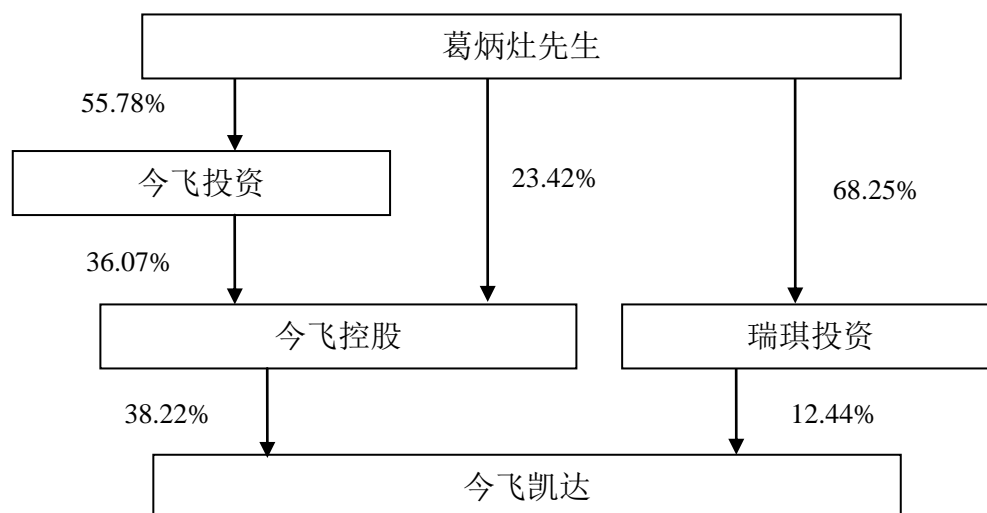 葛炳灶先生
55.78%
今飞投资
23.42%
68.25%
36.07%
今飞控股
瑞琪投资
38.22%
12.44%
今飞凯达